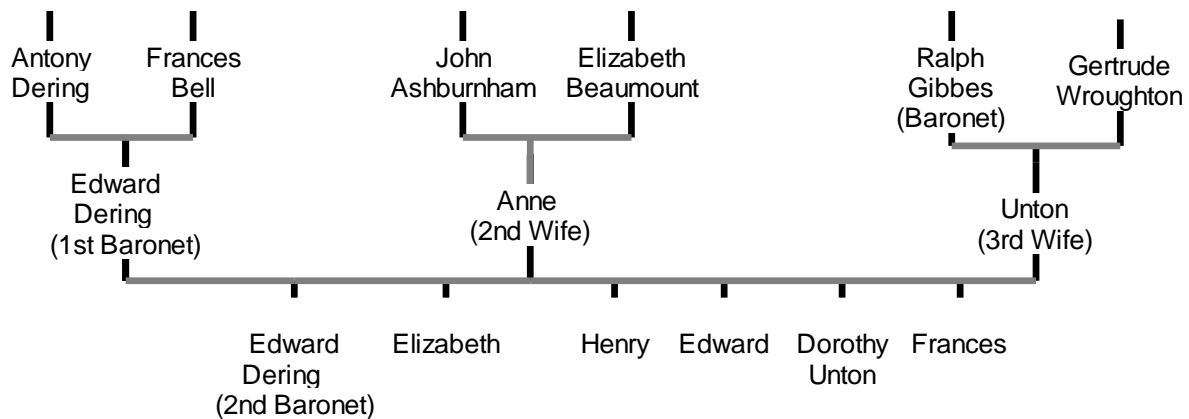 Antony
Dering
Frances
Bell
John
Ashburnham
Elizabeth
Beaumount
Ralph
Gibbes
(Baronet)
Gertrude
Wroughton
Edward
Dering
(1st Baronet)
Anne
(2nd Wife)
Unton
(3rd Wife)
Edward
Dering
(2nd Baronet)
Elizabeth
Henry
Edward
Dorothy
Unton
Frances